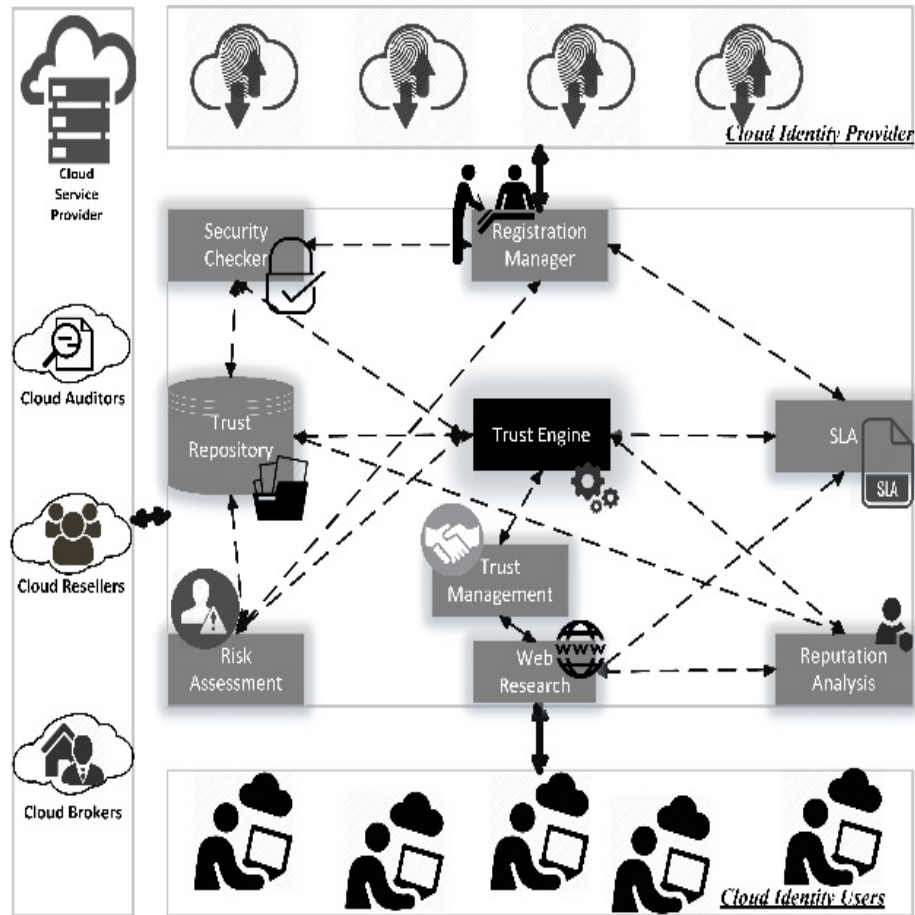 Cloud
Service
Provider
Cloud Auditors
Cloud Resellers
Cloud Brokers
Cloud Identity Provider
Security
Checker
Registration
Manager
Trust
Repository
Trust Engine
SLA
SLA
Trust
Management
Risk
Assessment
Web
Research
WWW
Reputation
Analysis
Cloud Identity Users